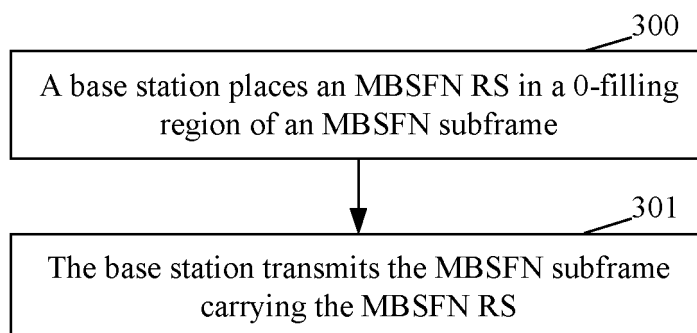 300
A base station places an MBSFN RS in a 0-filling
region of an MBSFN subframe
301
The base station transmits the MBSFN subframe
carrying the MBSFN RS